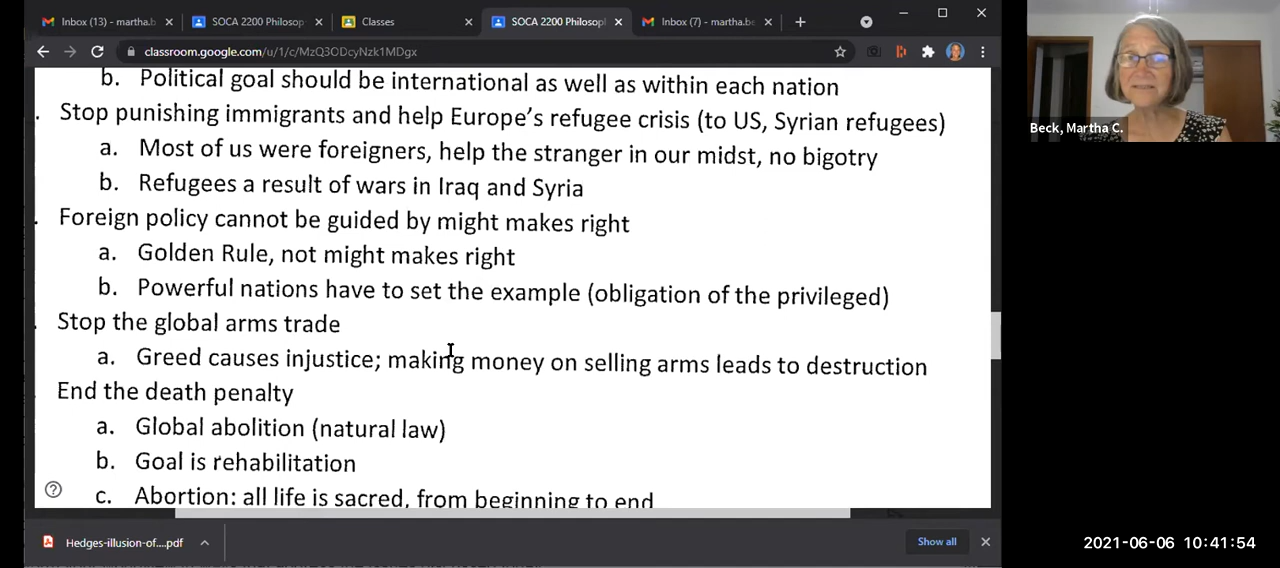 Inbox (13) - martha.b
SOCA 2200 Philosop
Classes
SOCA 2200 Philosop
Inbox (7) - martha.be
classroom.google.com/u/1/c/MzQ3ODcyNzk1MDgx
b. Political goal should be international as well as within each nation
. Stop punishing immigrants and help Europe’s refugee crisis (to US, Syrian refugees)
a. Most of us were foreigners, help the stranger in our midst, no bigotry
b. Refugees a result of wars in Iraq and Syria
. Foreign policy cannot be guided by might makes right
a. Golden Rule, not might makes right
b. Powerful nations have to set the example (obligation of the privileged)
. Stop the global arms trade
a. Greed causes injustice; making money on selling arms leads to destruction
. End the death penalty
a. Global abolition (natural law)
b. Goal is rehabilitation
c. Abortion: all life is sacred, from beginning to end
Hedges-illusion-of....pdf
Show all
Beck, Martha C.
2021-06-06 10:41:54